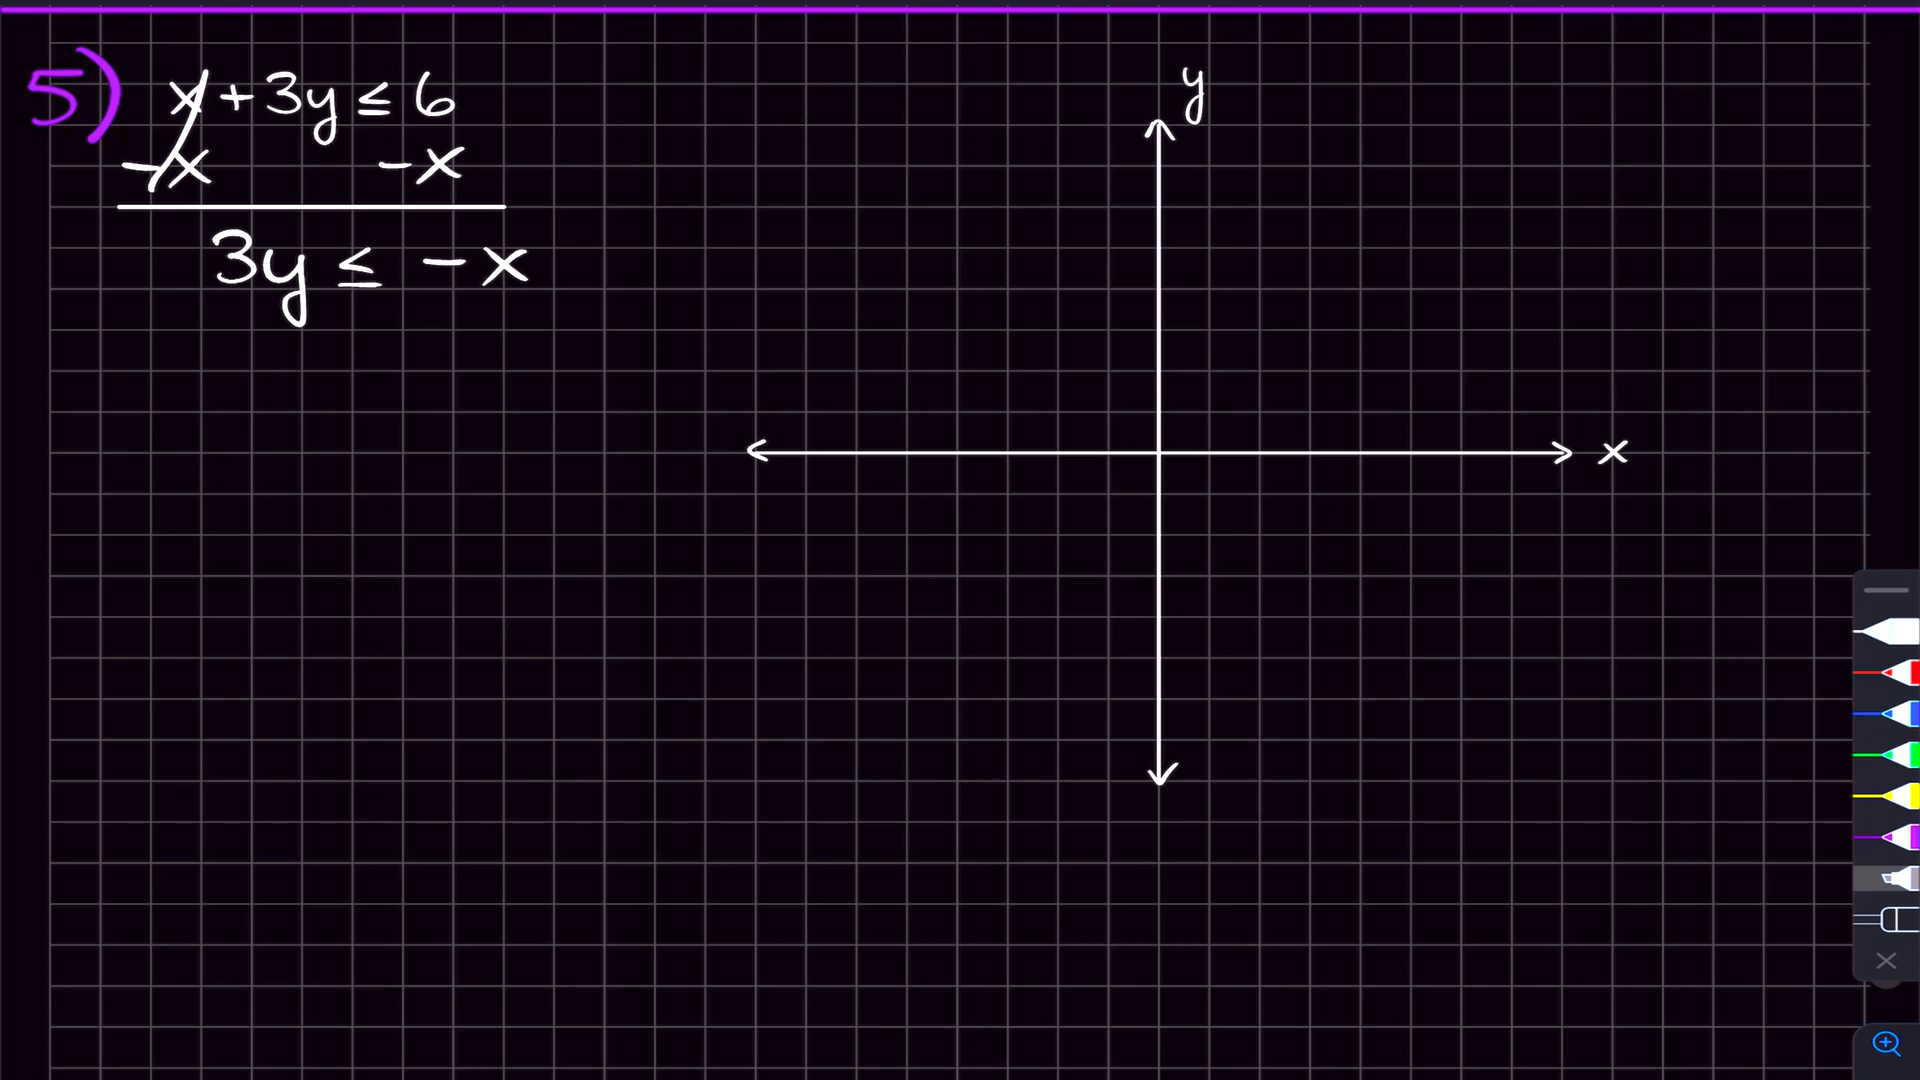 5) x + 3y ≤ 6
-x -x
3y ≤ -x
y
x